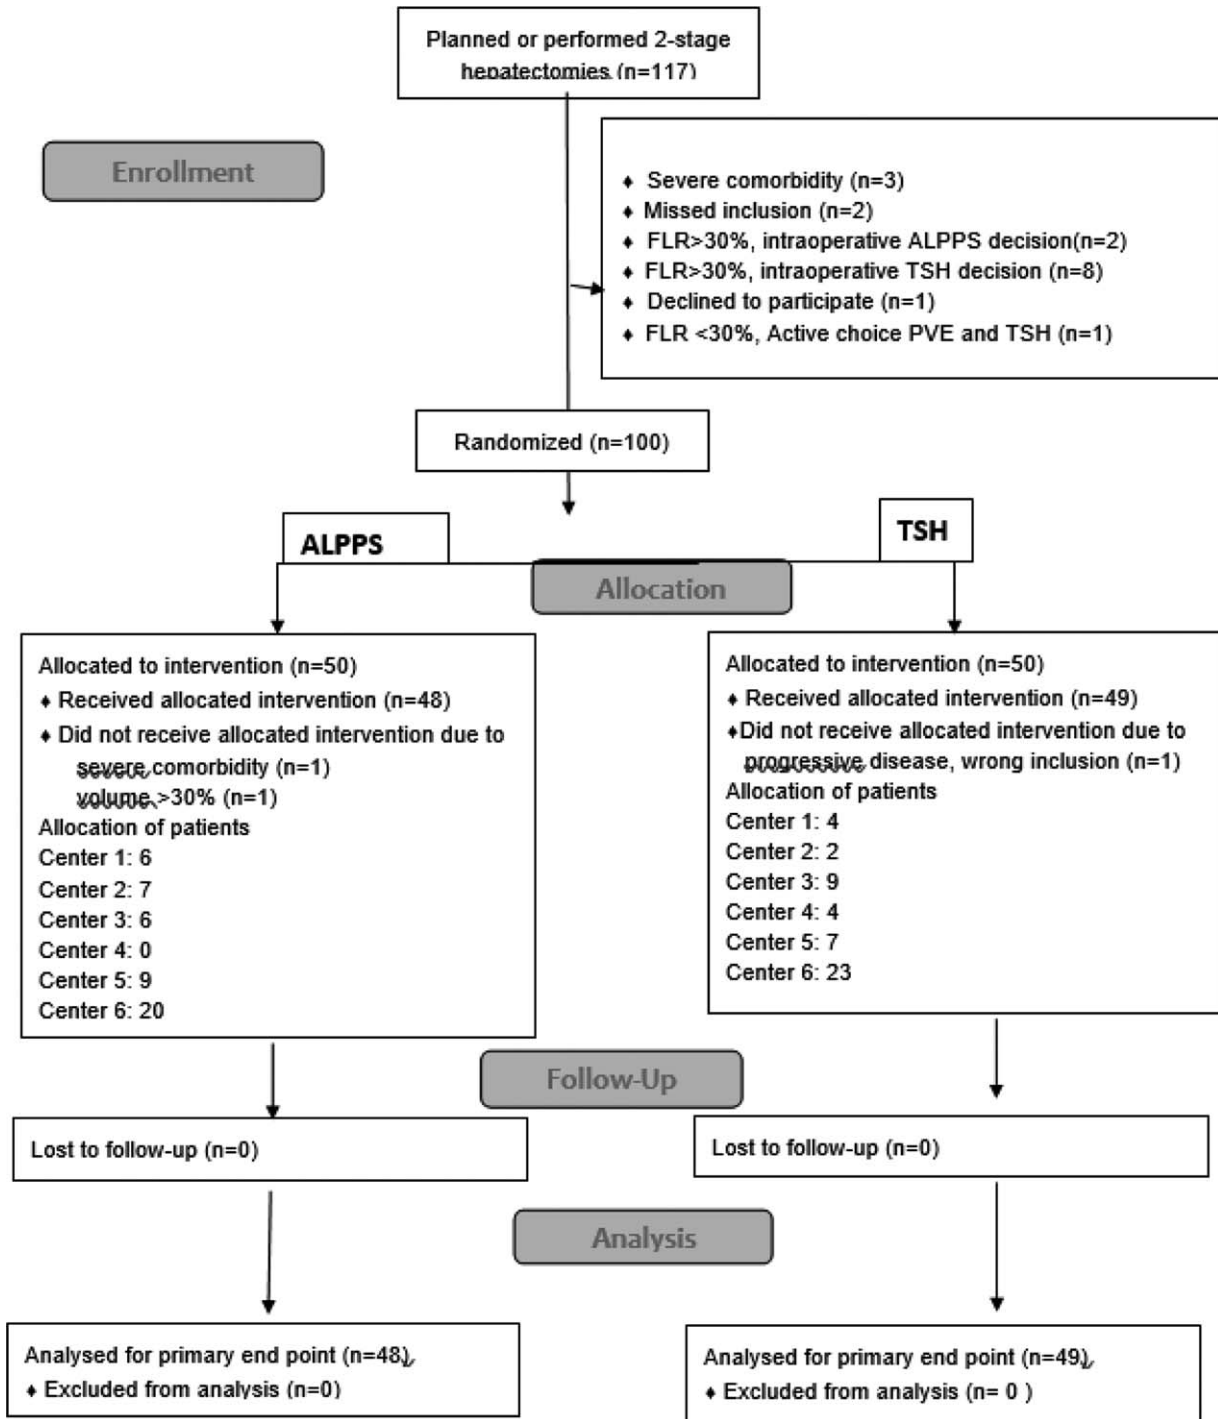 Planned or performed 2-stage
hepatectomies (n=117)
Enrollment
♦ Severe comorbidity (n=3)
♦ Missed inclusion (n=2)
♦ FLR>30%, intraoperative ALPPS decision(n=2)
♦ FLR>30%, intraoperative TSH decision (n=8)
♦ Declined to participate (n=1)
♦ FLR <30%, Active choice PVE and TSH (n=1)
Randomized (n=100)
ALPPS
TSH
Allocation
Allocated to intervention (n=50)
♦ Received allocated intervention (n=48)
♦ Did not receive allocated intervention due to
severe comorbidity (n=1)
volume >30% (n=1)
Allocation of patients
Center 1: 6
Center 2: 7
Center 3: 6
Center 4: 0
Center 5: 9
Center 6: 20
Allocated to intervention (n=50)
♦ Received allocated intervention (n=49)
♦Did not receive allocated intervention due to
progressive disease, wrong inclusion (n=1)
Allocation of patients
Center 1: 4
Center 2: 2
Center 3: 9
Center 4: 4
Center 5: 7
Center 6: 23
Follow-Up
Lost to follow-up (n=0)
Lost to follow-up (n=0)
Analysis
Analysed for primary end point (n=48),
♦ Excluded from analysis (n=0)
Analysed for primary end point (n=49),
♦ Excluded from analysis (n= 0 )